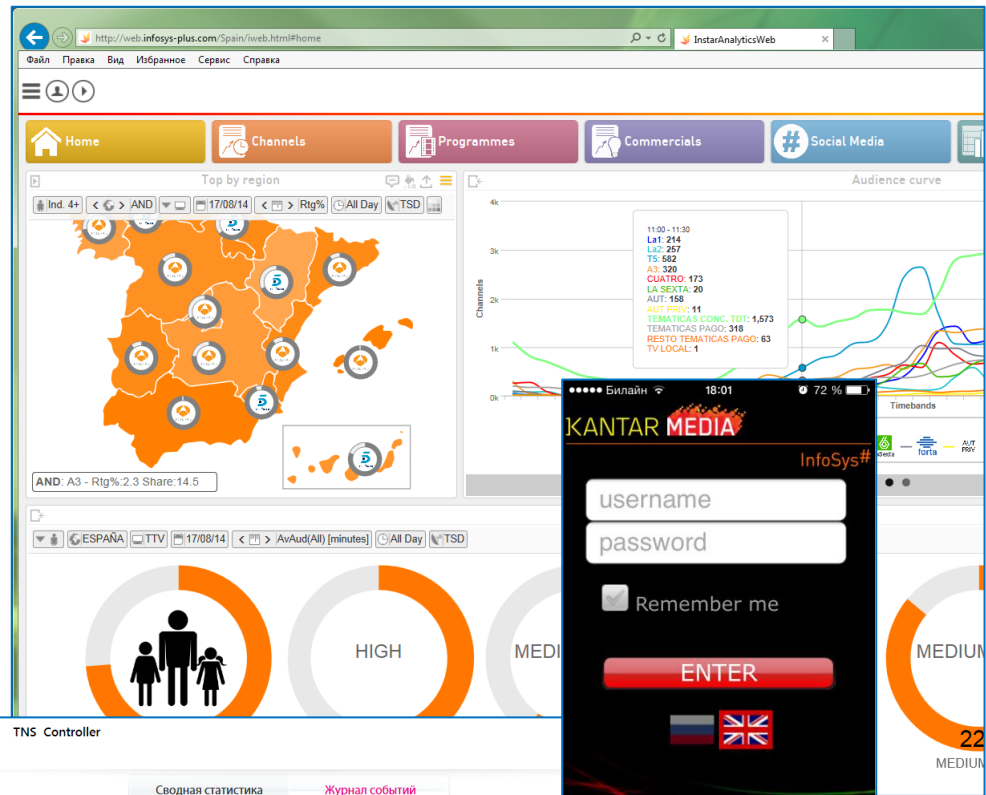 http://web.infosys-plus.com/Spain/iweb.html#home
InstarAnalyticsWeb
Файл Правка Вид Избранное Сервис Справка
Home
Channels
Programmes
Commercials
Social Media
Top by region
Audience curve
Ind. 4+
AND
17/08/14
Rtg%
All Day
TSD
4k
3k
2k
1k
0k
Channels
11:00 - 11:30
La1: 214
La2: 257
T5: 582
A3: 320
CUATRO: 173
LA SEXTA: 20
AUT: 158
AUT PRIV: 11
TEMATICAS CONC. TDT: 1,573
TEMATICAS PAGO: 318
RESTO TEMATICAS PAGO: 63
TV LOCAL: 1
Timebands
forta
AUT
PRIV
AND: A3 - Rtg%:2.3 Share:14.5
ESPAÑA
TTV
17/08/14
AvAud(All) [minutes]
All Day
TSD
HIGH
MEDI
MEDIUM
22
MEDIUM
Билайн
18:01
72 %
KANTAR MEDIA
InfoSys#
username
password
Remember me
ENTER
TNS Controller
Сводная статистика
Журнал событий